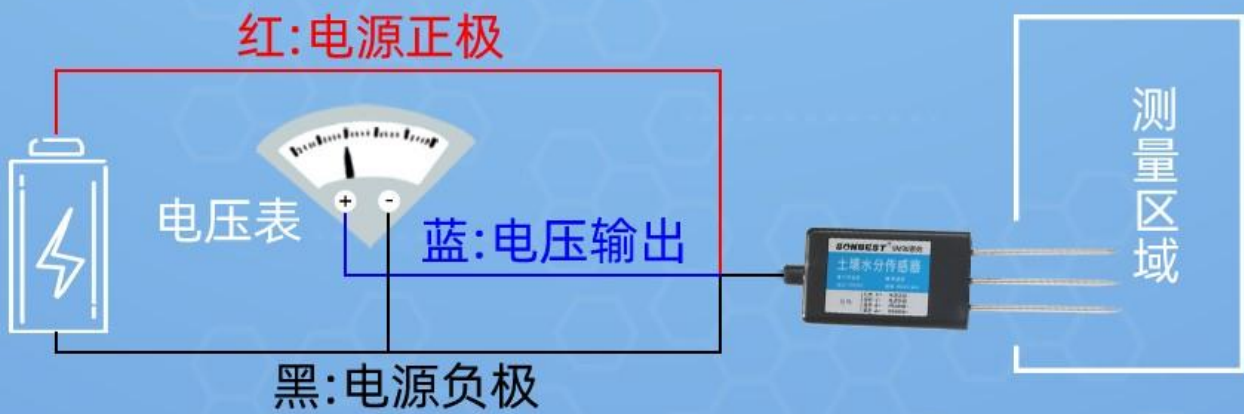 红:电源正极
电压表
+ -
蓝:电压输出
黑:电源负极
SONBEST
土壤水分传感器
测量区域